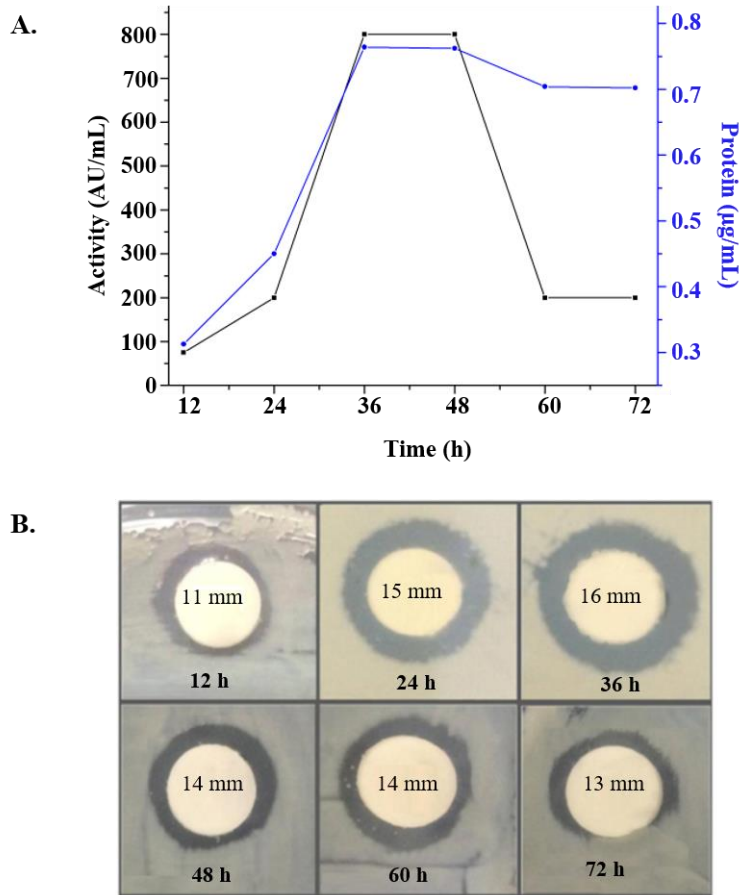 A.
Activity (AU/mL)
800
700
600
500
400
300
200
100
0
12 24 36 48 60 72
Time (h)
0.8
0.7
0.6
0.5
0.4
0.3
Protein (µg/mL)
B.
11 mm
12 h
15 mm
24 h
16 mm
36 h
14 mm
48 h
14 mm
60 h
13 mm
72 h